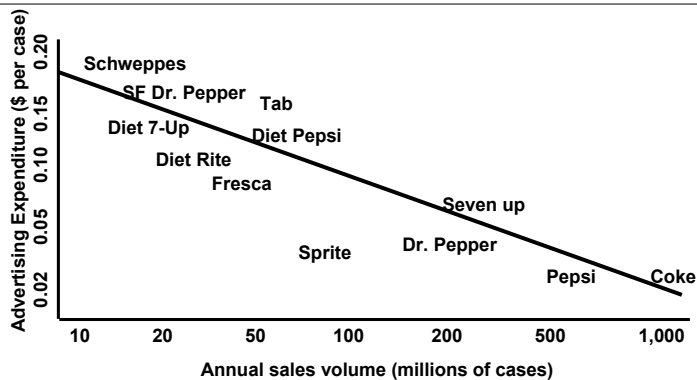 Advertising Expenditure ($ per case)
0.20
0.15
0.10
0.05
0.02
Schweppes
SF Dr. Pepper
Tab
Diet 7-Up
Diet Pepsi
Diet Rite
Fresca
Seven up
Sprite
Dr. Pepper
Pepsi
Coke
10 20 50 100 200 500 1,000
Annual sales volume (millions of cases)